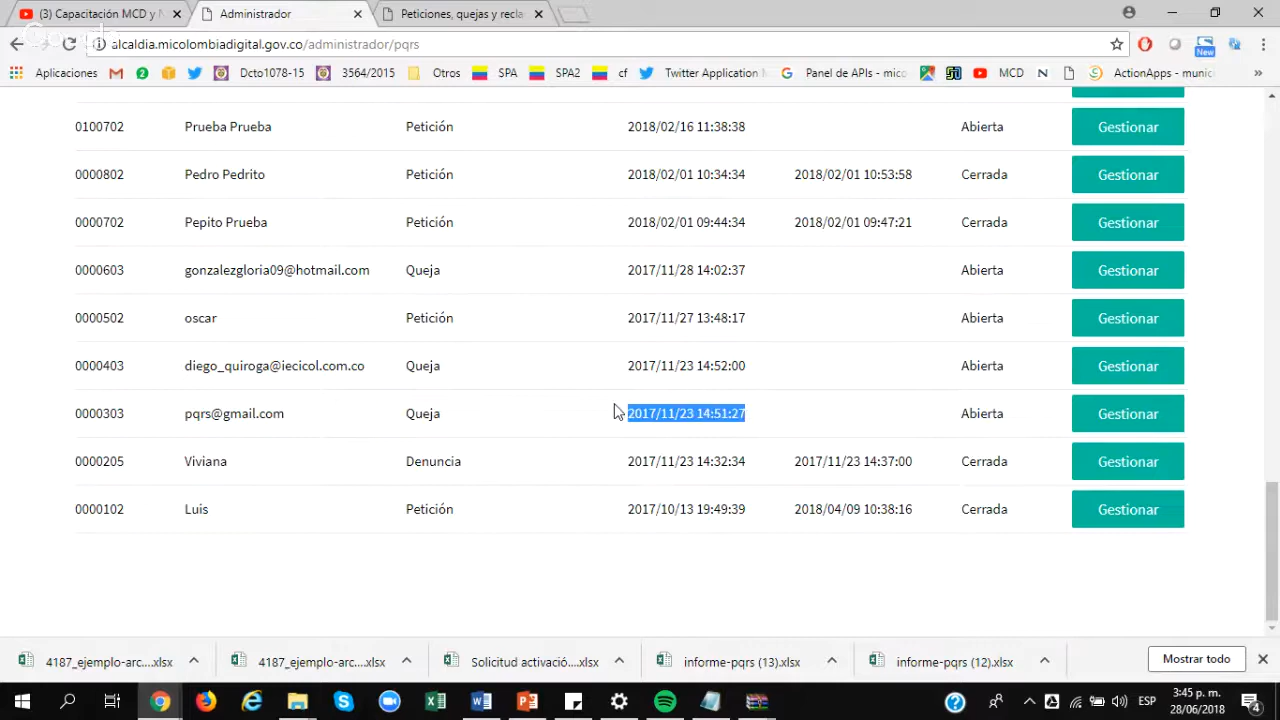 (3) Capacitación MCD y M
Administrador
Peticiones, quejas y recla
alcaldia.micolombiadigital.gov.co/administrador/pqrs
New
Aplicaciones
2
Dcto1078-15
3564/2015
Otros
SPA
SPA2
cf
Twitter Application M
Panel de APIs - mico
MCD
ActionApps - munic
»
0100702 Prueba Prueba Petición 2018/02/16 11:38:38 Abierta Gestionar
0000802 Pedro Pedrito Petición 2018/02/01 10:34:34 2018/02/01 10:53:58 Cerrada Gestionar
0000702 Pepito Prueba Petición 2018/02/01 09:44:34 2018/02/01 09:47:21 Cerrada Gestionar
0000603 gonzalezgloria09@hotmail.com Queja 2017/11/28 14:02:37 Abierta Gestionar
0000502 oscar Petición 2017/11/27 13:48:17 Abierta Gestionar
0000403 diego_quiroga@iecicol.com.co Queja 2017/11/23 14:52:00 Abierta Gestionar
0000303 pqrs@gmail.com Queja 2017/11/23 14:51:27 Abierta Gestionar
0000205 Viviana Denuncia 2017/11/23 14:32:34 2017/11/23 14:37:00 Cerrada Gestionar
0000102 Luis Petición 2017/10/13 19:49:39 2018/04/09 10:38:16 Cerrada Gestionar
4187_ejemplo-arc....xlsx
4187_ejemplo-arc....xlsx
Solicitud activació....xlsx
informe-pqrs (13).xlsx
informe-pqrs (12).xlsx
Mostrar todo
ESP
3:45 p. m.
28/06/2018
4